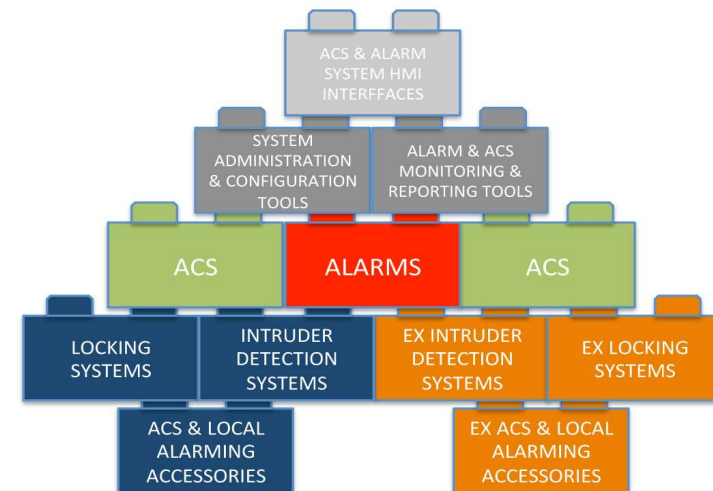 ACS & ALARM
SYSTEM HMI
INTERFFACES
SYSTEM
ADMINISTRATION
& CONFIGURATION
TOOLS
ALARM & ACS
MONITORING &
REPORTING TOOLS
ACS
ALARMS
ACS
LOCKING
SYSTEMS
INTRUDER
DETECTION
SYSTEMS
EX INTRUDER
DETECTION
SYSTEMS
EX LOCKING
SYSTEMS
ACS & LOCAL
ALARMING
ACCESSORIES
EX ACS & LOCAL
ALARMING
ACCESSORIES